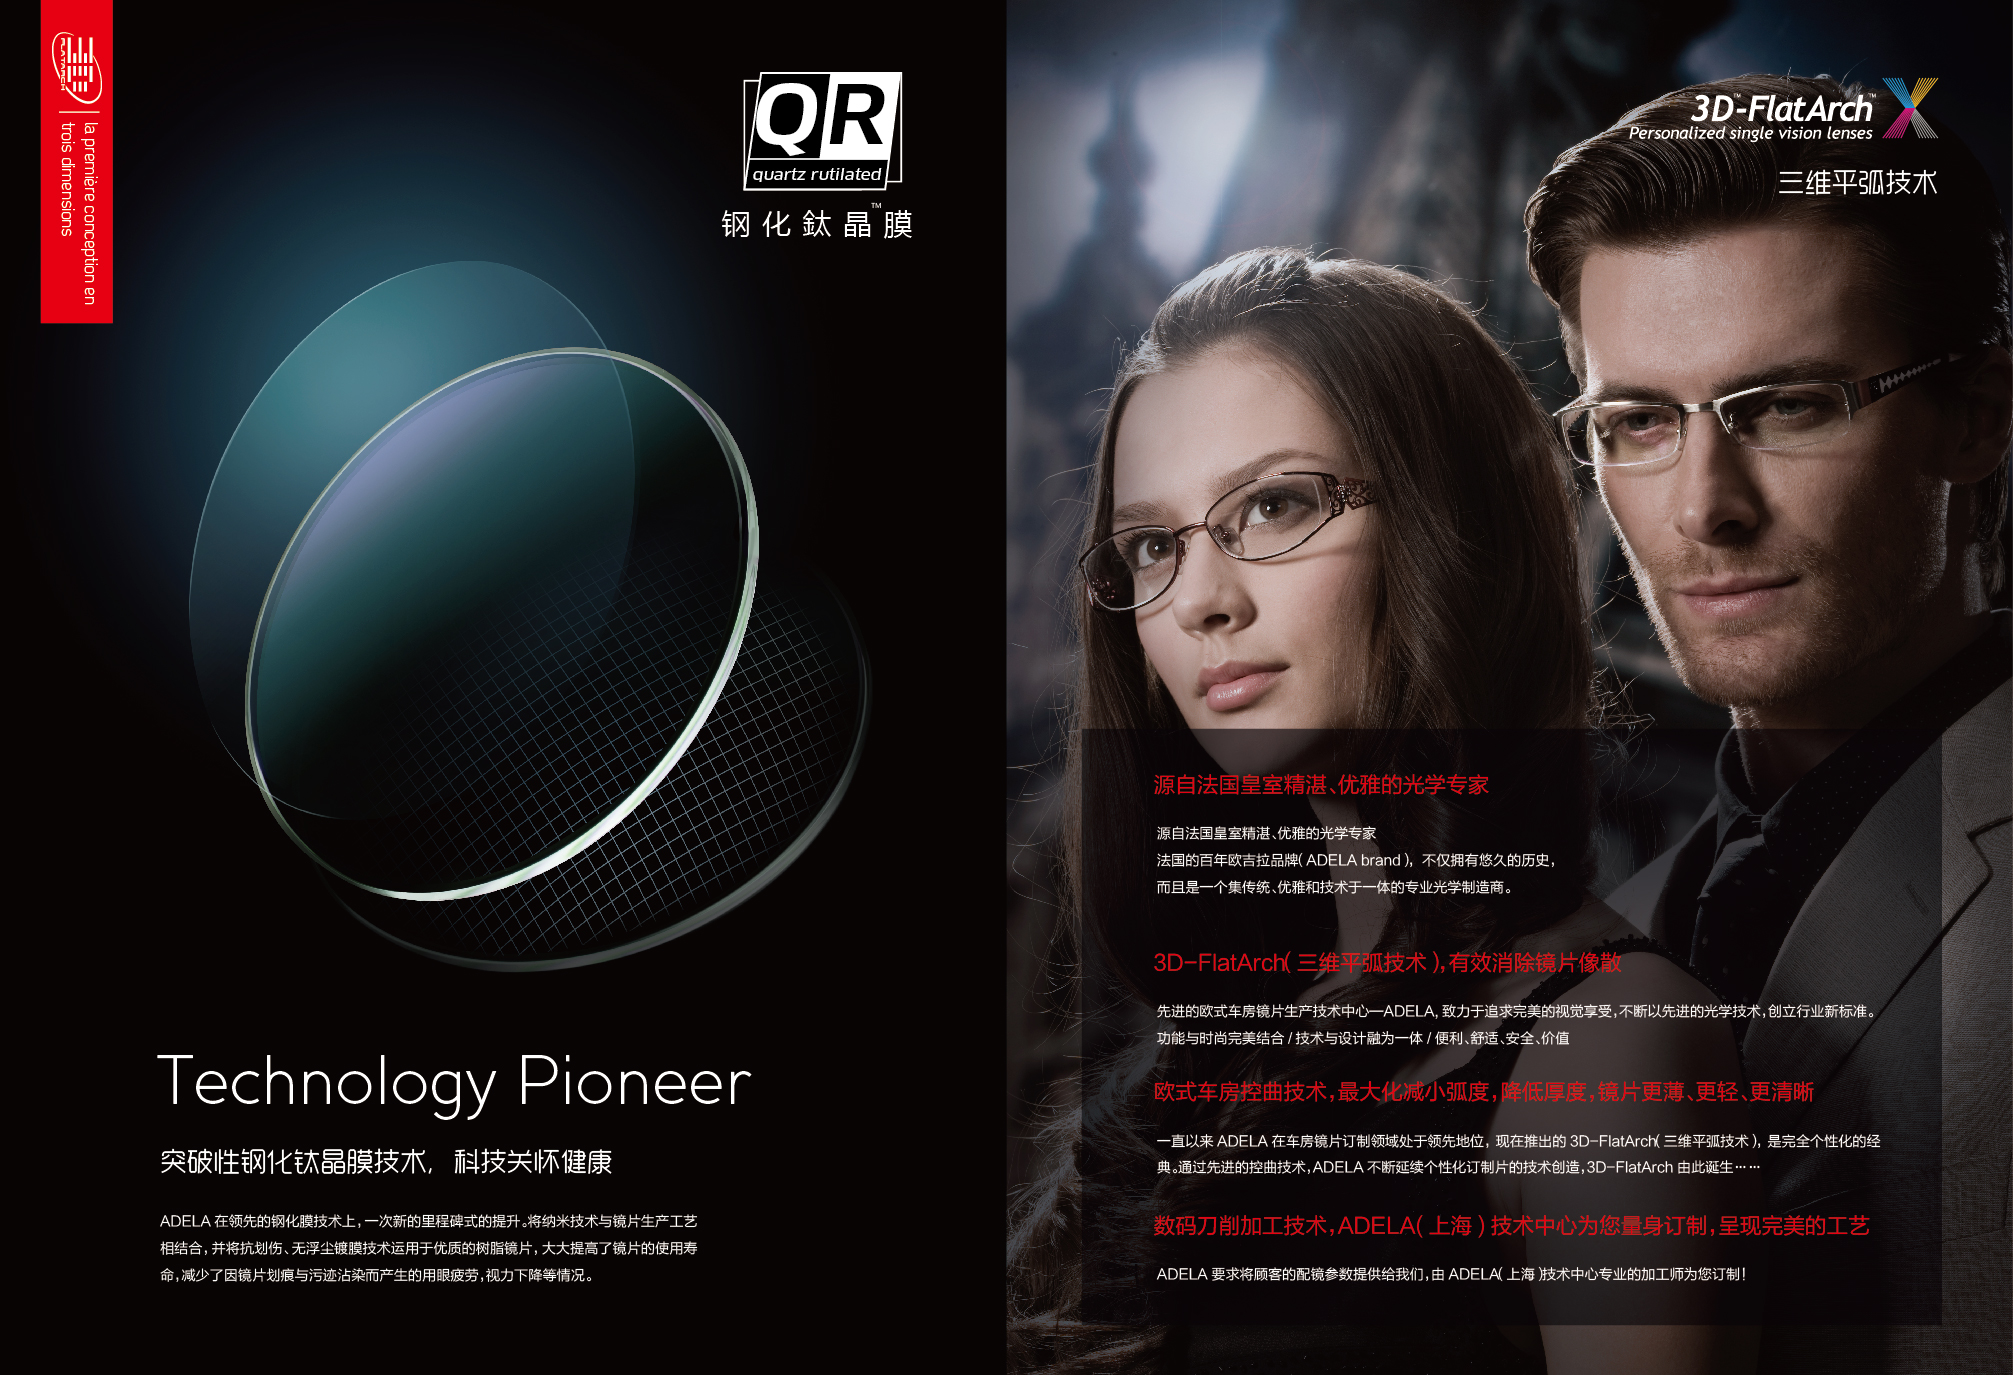 FLATARCH
la première conception en
trois dimensions
QR
quartz rutilated
钢化鈦晶™膜
Technology Pioneer
突破性钢化钛晶膜技术，科技关怀健康
ADELA 在领先的钢化膜技术上，一次新的里程碑式的提升。将纳米技术与镜片生产工艺
相结合，并将抗划伤、无浮尘镀膜技术运用于优质的树脂镜片，大大提高了镜片的使用寿
命，减少了因镜片划痕与污迹沾染而产生的用眼疲劳，视力下降等情况。
3D™-FlatArch™
Personalized single vision lenses
三维平弧技术
源自法国皇室精湛、优雅的光学专家
源自法国皇室精湛、优雅的光学专家
法国的百年欧吉拉品牌（ADELA brand），不仅拥有悠久的历史，
而且是一个集传统、优雅和技术于一体的专业光学制造商。
3D-FlatArch（三维平弧技术），有效消除镜片像散
先进的欧式车房镜片生产技术中心—ADELA，致力于追求完美的视觉享受，不断以先进的光学技术，创立行业新标准。
功能与时尚完美结合 / 技术与设计融为一体 / 便利、舒适、安全、价值
欧式车房控曲技术，最大化减小弧度，降低厚度，镜片更薄、更轻、更清晰
一直以来 ADELA 在车房镜片订制领域处于领先地位，现在推出的 3D-FlatArch（三维平弧技术），是完全个性化的经
典。通过先进的控曲技术，ADELA 不断延续个性化订制片的技术创造，3D-FlatArch 由此诞生……
数码刀削加工技术，ADELA（上海）技术中心为您量身订制，呈现完美的工艺
ADELA 要求将顾客的配镜参数提供给我们，由 ADELA（上海）技术中心专业的加工师为您订制！